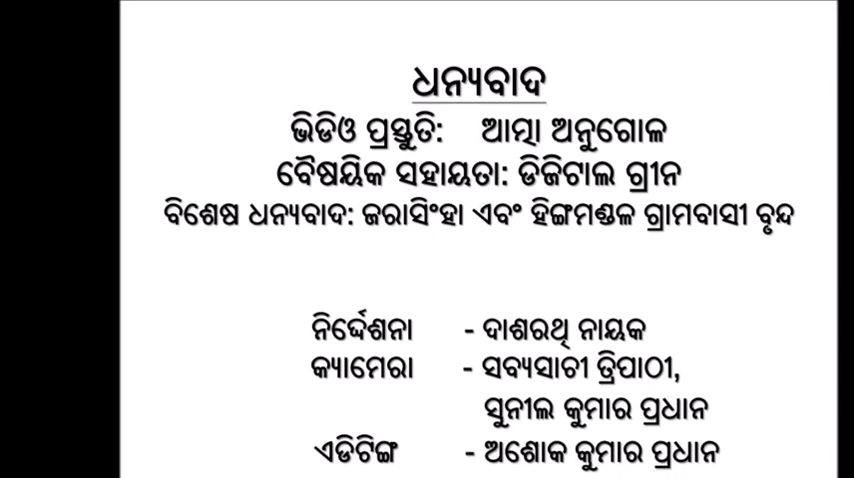 ଧନ୍ୟବାଦ
ଭିଡିଓ ପ୍ରସ୍ତୁତି: ଆତ୍ମା ଅନୁଗୋଳ
ବୈଷୟିକ ସହାୟତା: ଡିଜିଟାଲ ଗ୍ରୀନ
ବିଶେଷ ଧନ୍ୟବାଦ: ଜରାସିଂହା ଏବଂ ହିଙ୍ଗମଣ୍ଡଳ ଗ୍ରାମବାସୀ ବୃନ୍ଦ
ନିର୍ଦ୍ଦେଶନା - ଦାଶରଥି ନାୟକ
କ୍ୟାମେରା - ସବ୍ୟସାଚୀ ତ୍ରିପାଠୀ,
ସୁନୀଲ କୁମାର ପ୍ରଧାନ
ଏଡିଟିଙ୍ଗ - ଅଶୋକ କୁମାର ପ୍ରଧାନ